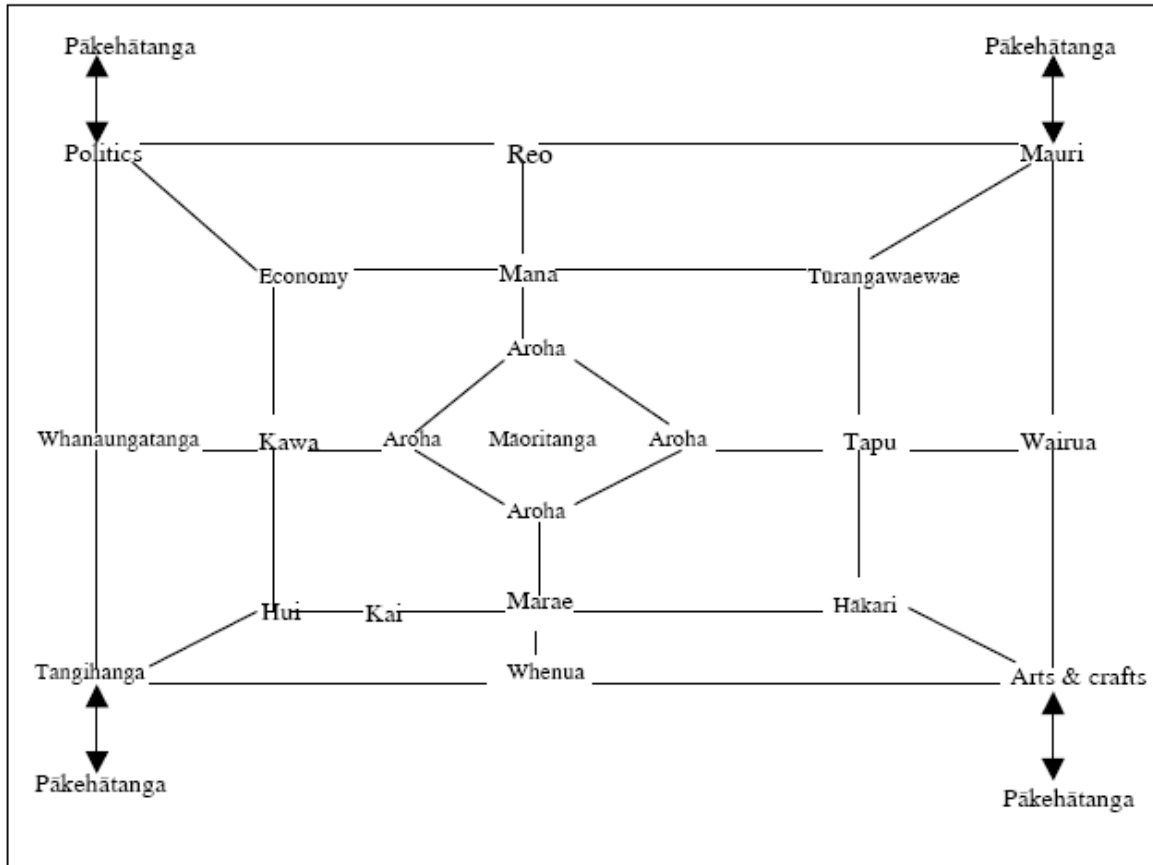 Pākehātanga Pākehātanga
Politics Reo Mauri
Economy Mana Tūrangawaewae
Aroha
Whanaungatanga Kawa Aroha Māoritanga Aroha Tapu Wairua
Aroha
Hui Kai Marae Hākari
Tangihanga Whenua Arts & crafts
Pākehātanga Pākehātanga